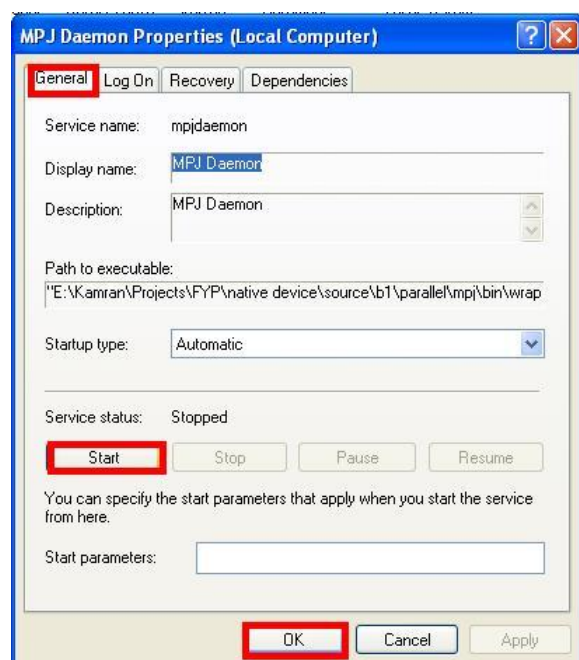 MPJ Daemon Properties (Local Computer)
General Log On Recovery Dependencies
Service name: mpjdaemon
Display name: MPJ Daemon
Description: MPJ Daemon
Path to executable:
"E:\Kamran\Projects\FYP\native device\source\b1\parallel\mpj\bin\wrap
Startup type: Automatic
Service status: Stopped
Start Stop Pause Resume
You can specify the start parameters that apply when you start the service
from here.
Start parameters:
OK Cancel Apply